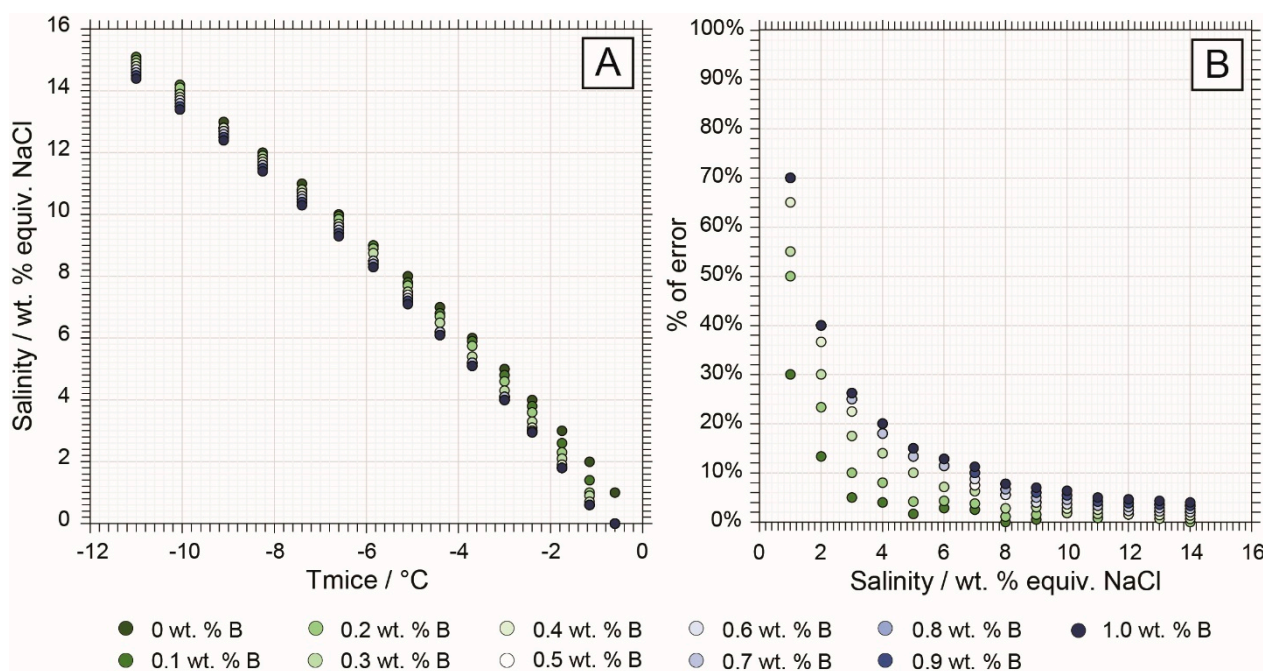 A
Salinity / wt. % equiv. NaCl
16
14
12
10
8
6
4
2
0
-12 -10 -8 -6 -4 -2 0
Tmice / °C
B
% of error
100%
90%
80%
70%
60%
50%
40%
30%
20%
10%
0%
0 2 4 6 8 10 12 14 16
Salinity / wt. % equiv. NaCl
0 wt. % B 0.2 wt. % B 0.4 wt. % B 0.6 wt. % B 0.8 wt. % B 1.0 wt. % B
0.1 wt. % B 0.3 wt. % B 0.5 wt. % B 0.7 wt. % B 0.9 wt. % B